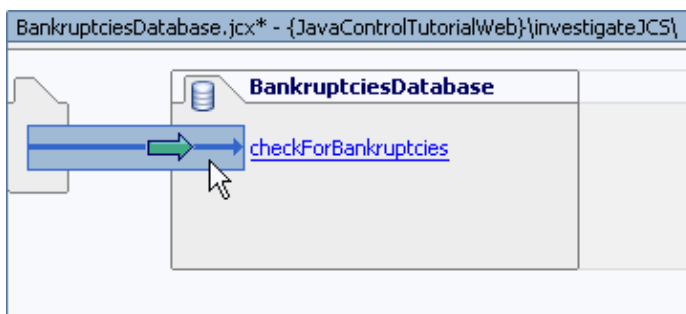 BankruptciesDatabase.jcx* - {JavaControlTutorialWeb}\investigateJCS\
BankruptciesDatabase
checkForBankruptcies